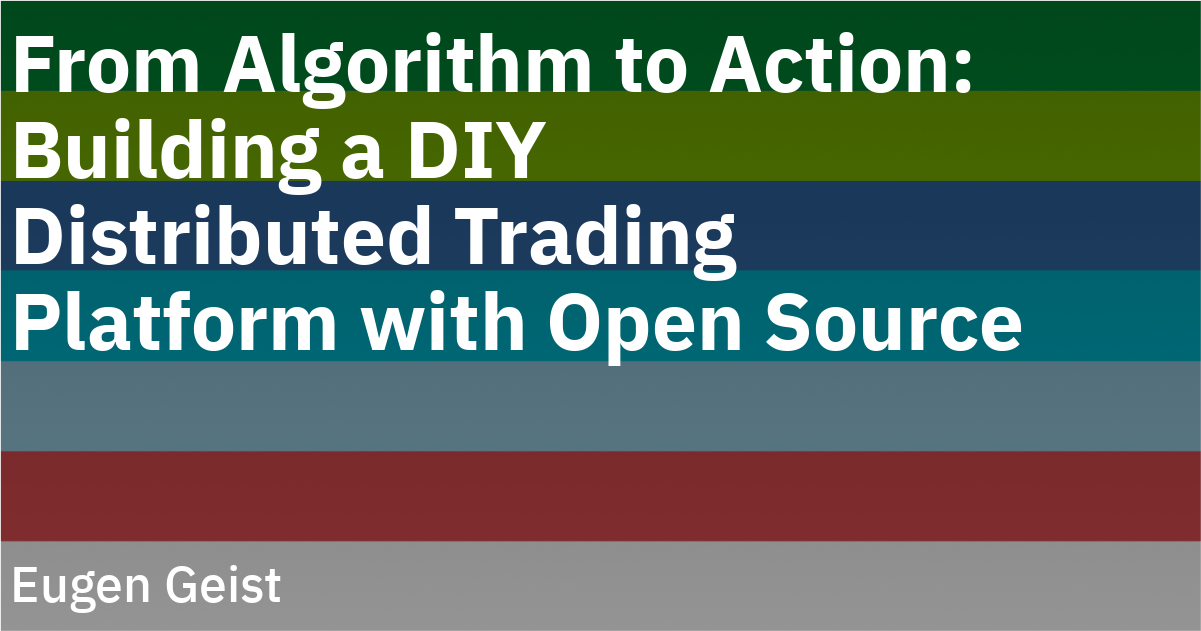 From Algorithm to Action:
Building a DIY
Distributed Trading
Platform with Open Source
Eugen Geist